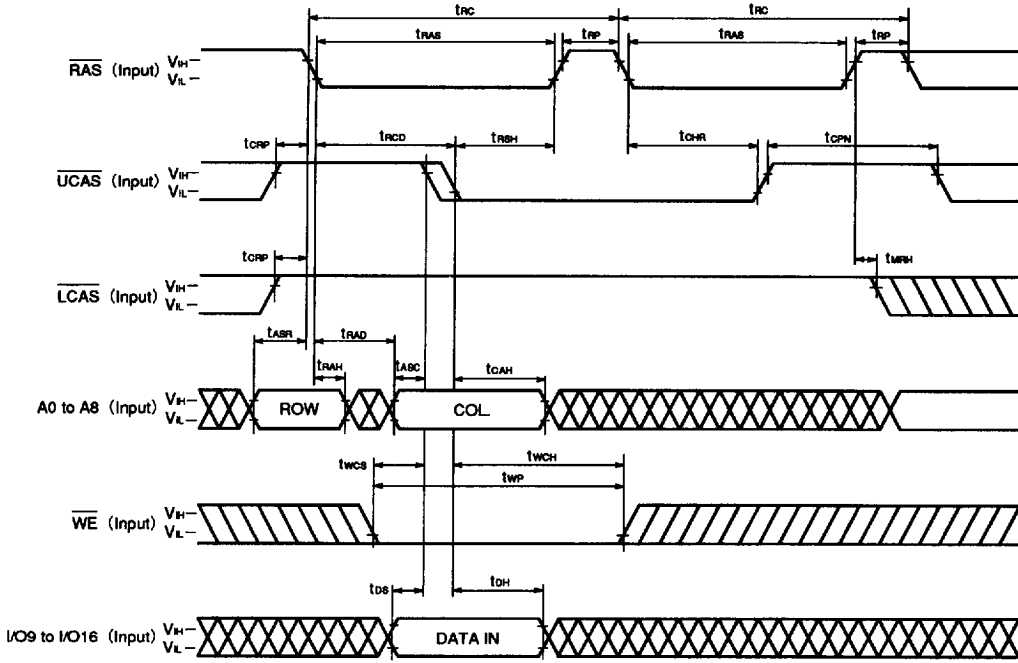 tRC tRC
tRAS tRP tRAS tRP
RAS (Input) VIH–
VIL–
tCRP tRCD tRSH tCHR tCPN
UCAS (Input) VIH–
VIL–
tCRP tMRH
LCAS (Input) VIH–
VIL–
tASR tRAD
tRAH tASC tCAH
A0 to A8 (Input) VIH–
VIL–
ROW COL
tWCS tWCH
tWP
WE (Input) VIH–
VIL–
tDS tDH
I/O9 to I/O16 (Input) VIH–
VIL–
DATA IN